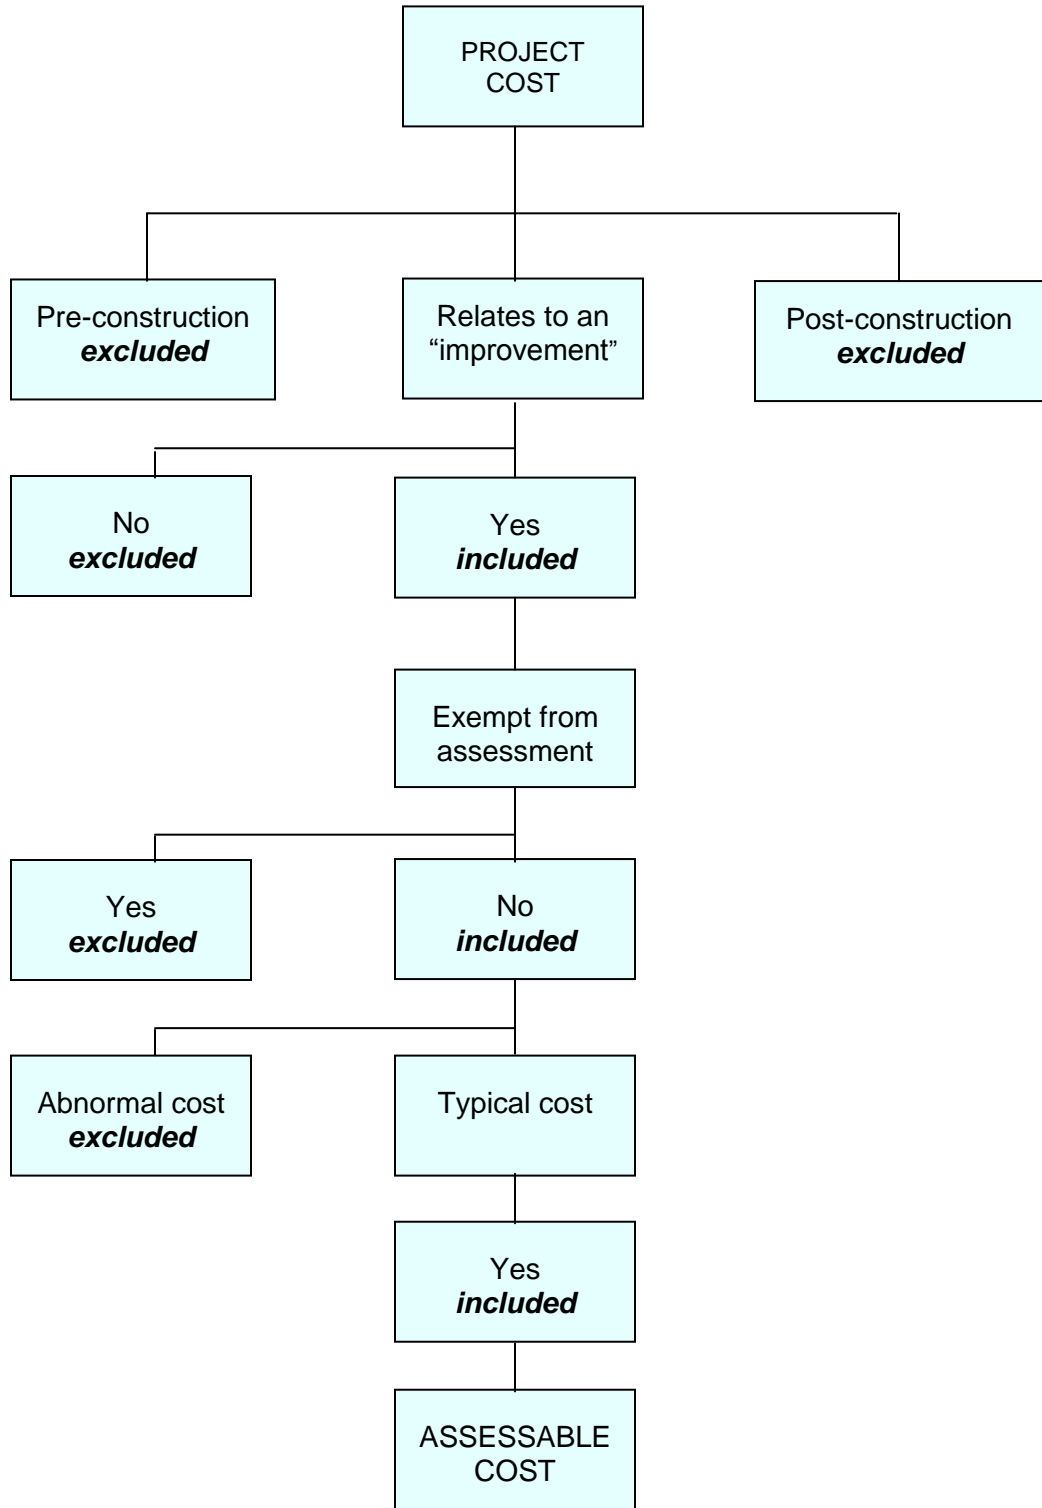 PROJECT
COST
Pre-construction
excluded
Relates to an
“improvement”
Post-construction
excluded
No
excluded
Yes
included
Exempt from
assessment
Yes
excluded
No
included
Abnormal cost
excluded
Typical cost
Yes
included
ASSESSABLE
COST